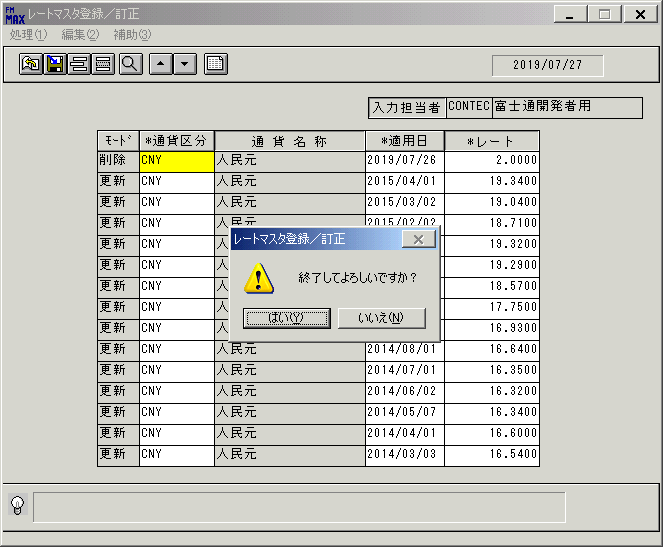 FM MAX レートマスタ登録／訂正
処理(1) 編集(2) 補助(3)
2019/07/27
入力担当者 CONTEC 富士通開発者用
ﾓｰﾄﾞ *通貨区分 通貨名称 *適用日 *レート
削除 CNY 人民元 2019/07/26 2.0000
更新 CNY 人民元 2015/04/01 19.3400
更新 CNY 人民元 2015/03/02 19.0400
更新 CNY 人民元 2015/02/02 18.7100
更新 CNY 19.3200
更新 CNY 19.2900
更新 CNY 18.5700
更新 CNY 17.7500
更新 CNY 16.9300
レートマスタ登録／訂正
終了してよろしいですか？
はい(Y) いいえ(N)
更新 CNY 人民元 2014/08/01 16.6400
更新 CNY 人民元 2014/07/01 16.3500
更新 CNY 人民元 2014/06/02 16.3200
更新 CNY 人民元 2014/05/07 16.3400
更新 CNY 人民元 2014/04/01 16.6000
更新 CNY 人民元 2014/03/03 16.5400